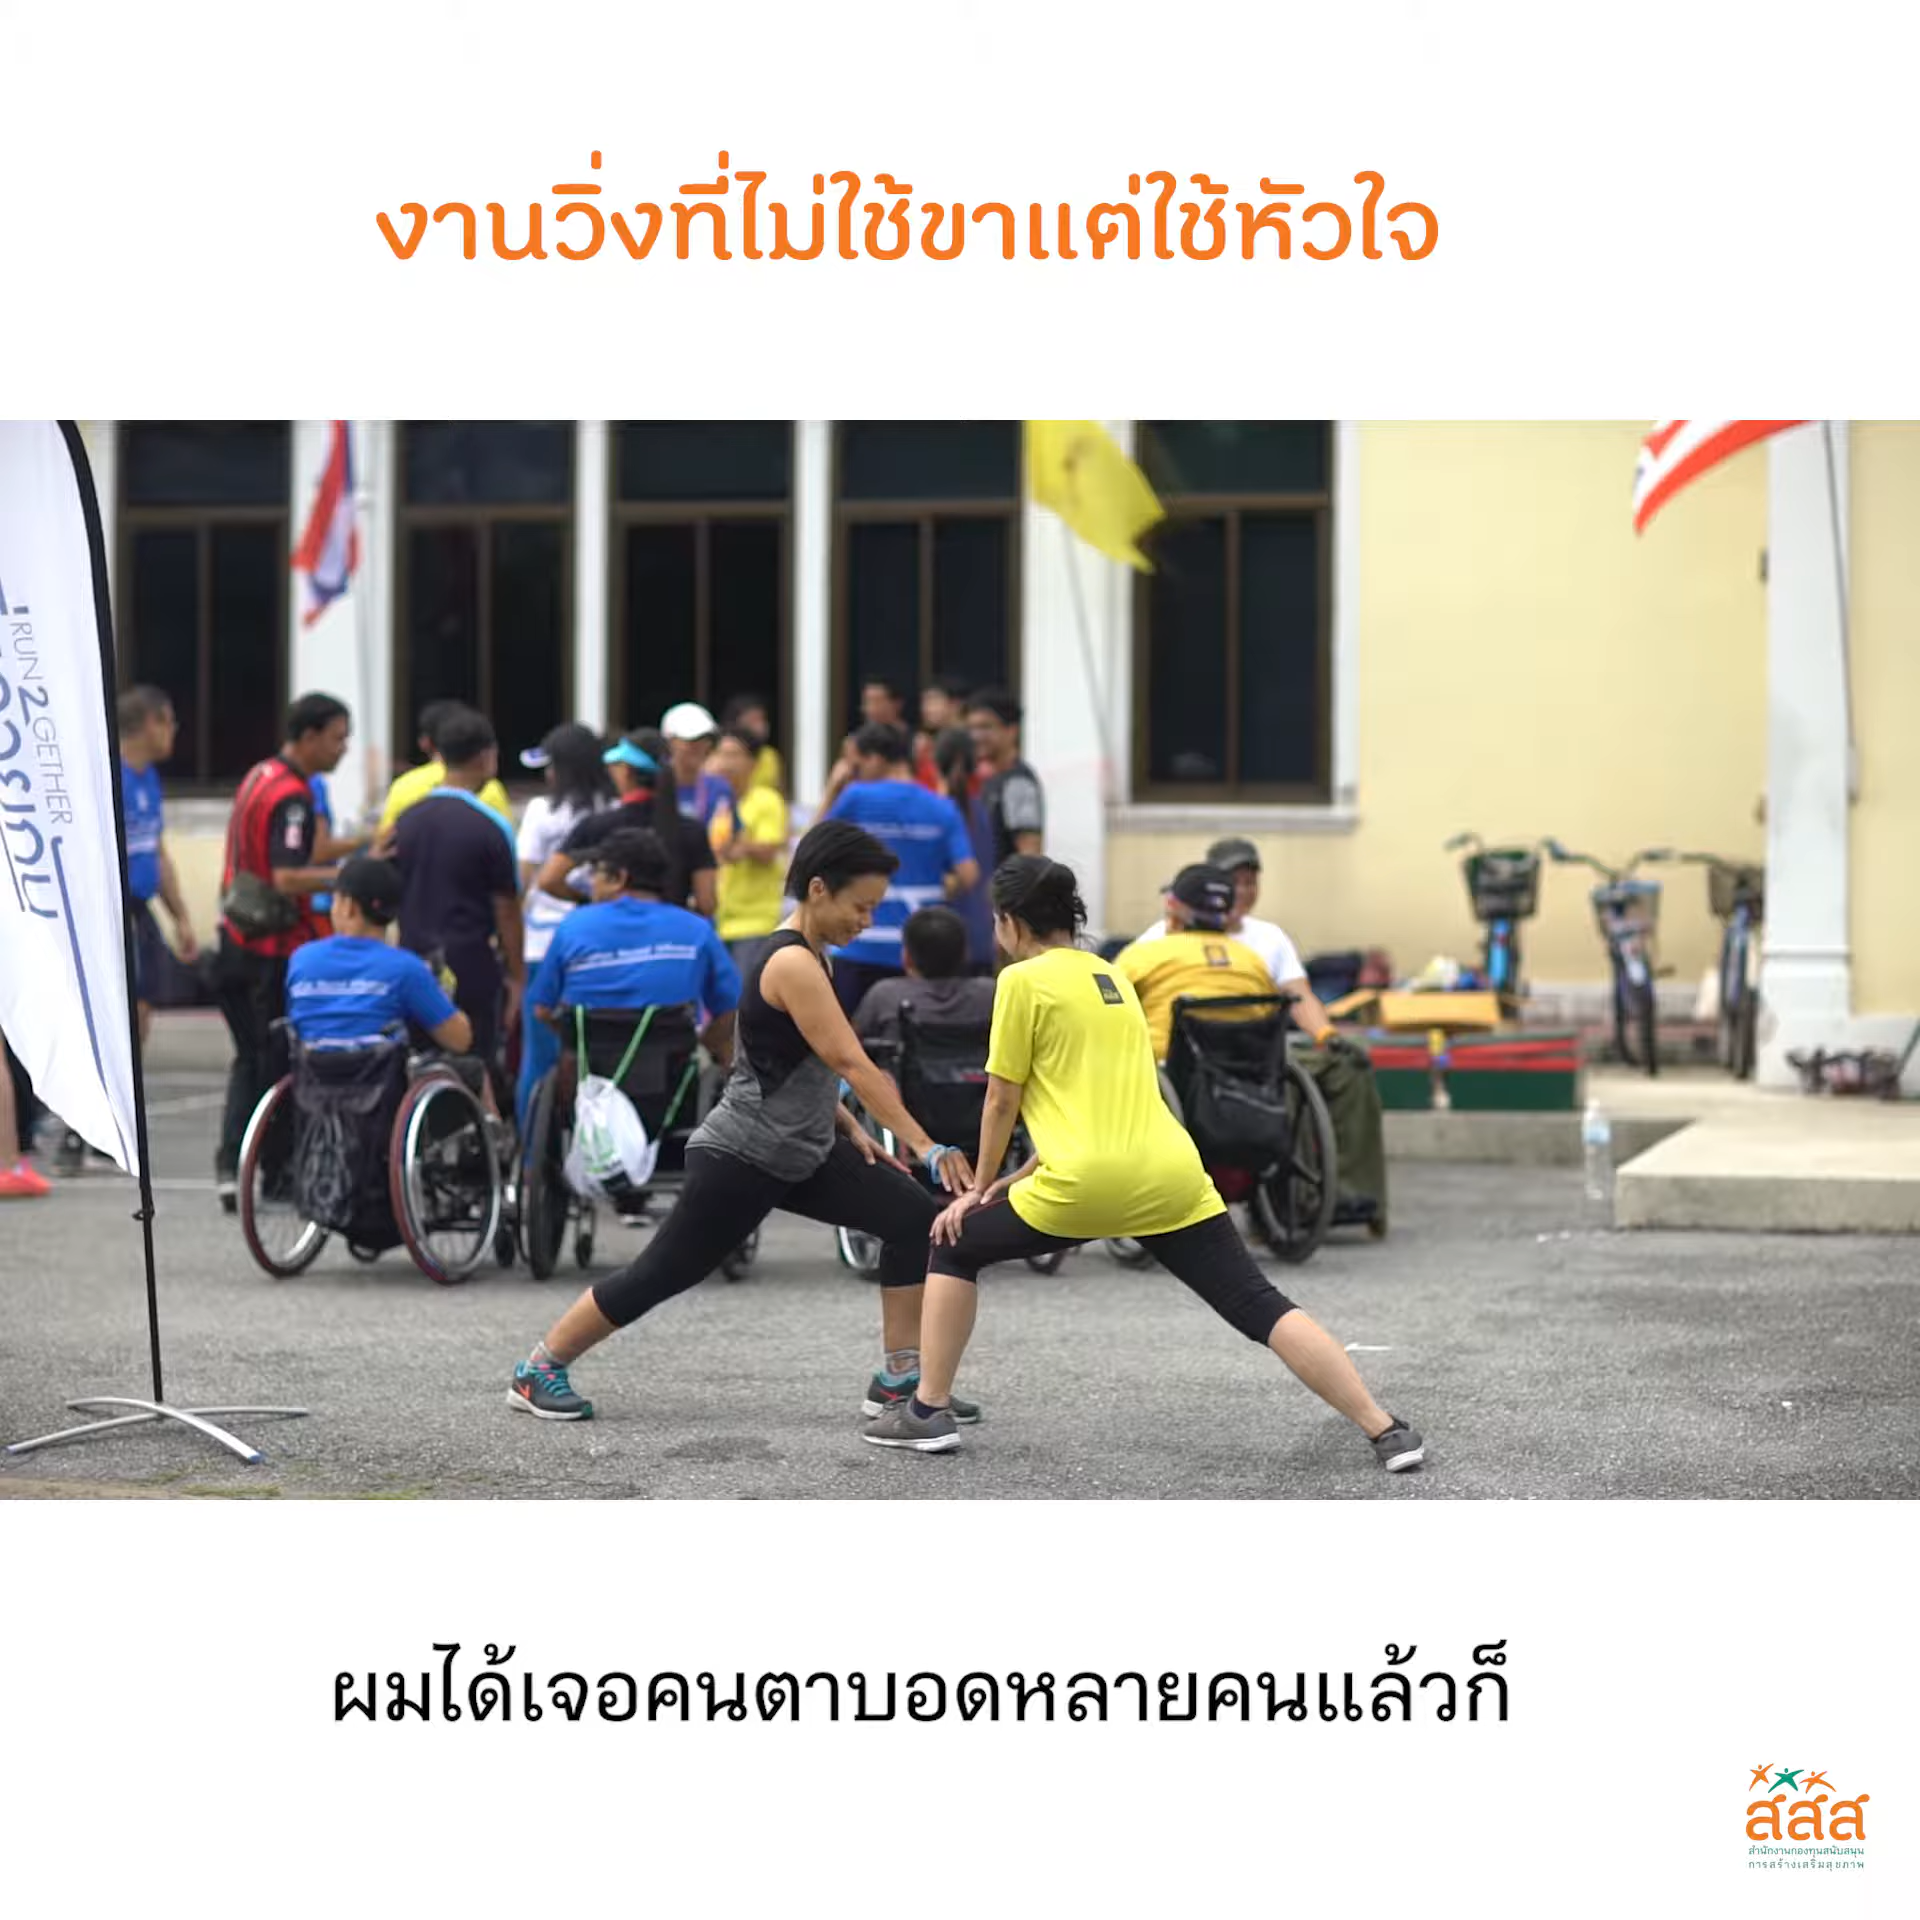 งานวิ่งที่ไม่ใช้ขาแต่ใช้หัวใจ
RUN2GETHER
ผมได้เจอคนตาบอดหลายคนแล้วก็
สสส
สำนักงานกองทุนสนับสนุน
การสร้างเสริมสุขภาพ